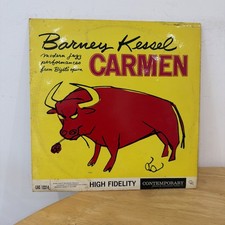 Barney Kessel
modern jazz
performances
from Bizet's opera
CARMEN
HIGH FIDELITY
CONTEMPORARY